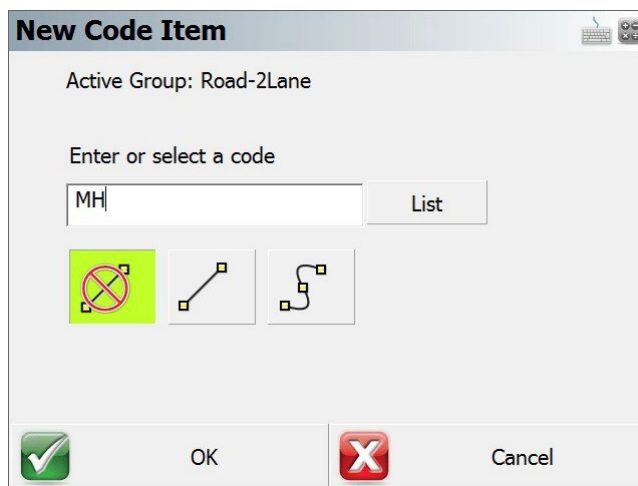 New Code Item
Active Group: Road-2Lane
Enter or select a code
MH
List
OK
Cancel